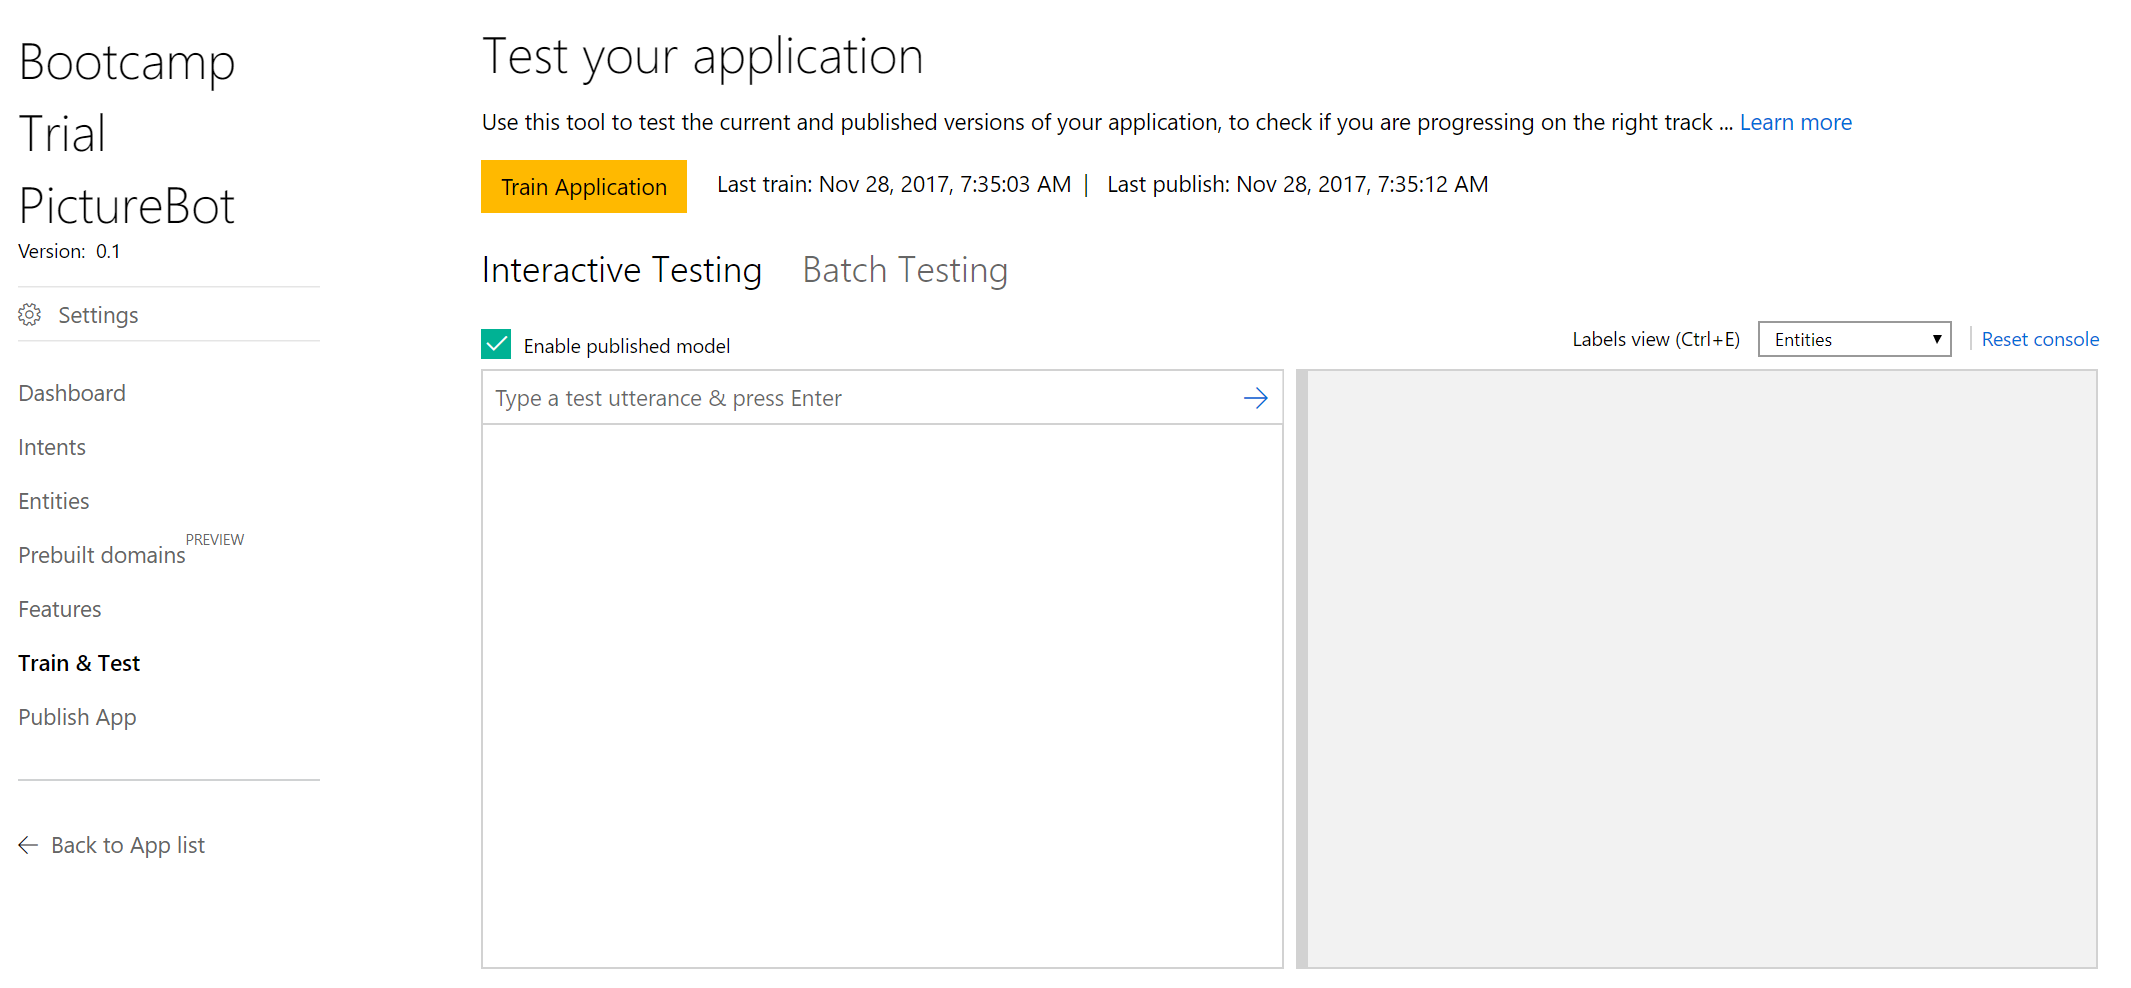 Bootcamp
Trial
PictureBot
Version: 0.1
Settings
Dashboard
Intents
Entities
Prebuilt domains PREVIEW
Features
Train & Test
Publish App
Back to App list
Test your application
Use this tool to test the current and published versions of your application, to check if you are progressing on the right track ... Learn more
Train Application Last train: Nov 28, 2017, 7:35:03 AM | Last publish: Nov 28, 2017, 7:35:12 AM
Interactive Testing Batch Testing
Enable published model Labels view (Ctrl+E) Entities Reset console
Type a test utterance & press Enter